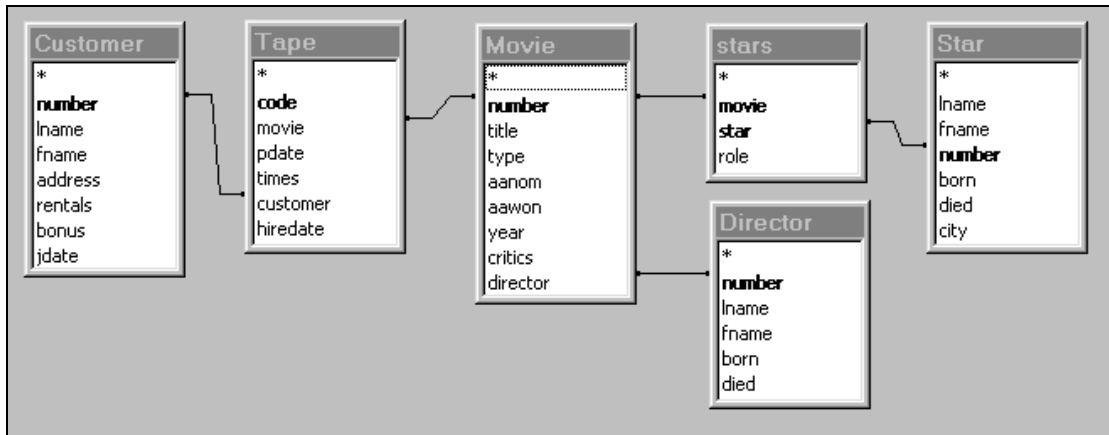 Customer
*
number
lname
fname
address
rentals
bonus
jdate
Tape
*
code
movie
pdate
times
customer
hiredate
Movie
*
number
title
type
aanom
aawon
year
critics
director
stars
*
movie
star
role
Star
*
lname
fname
number
born
died
city
Director
*
number
lname
fname
born
died